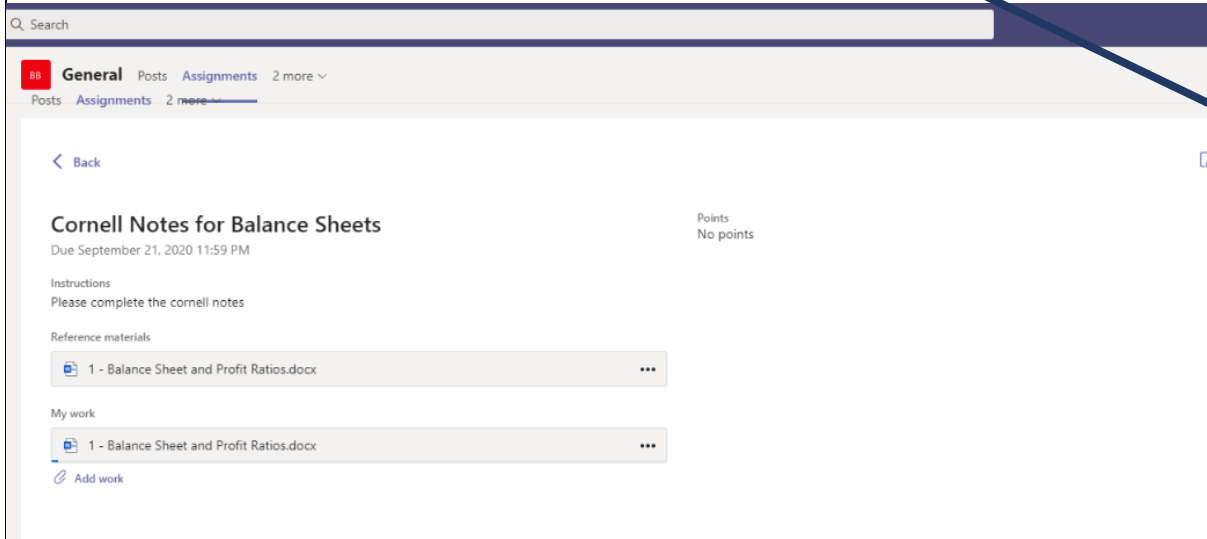 Search
BB General Posts Assignments 2 more
Posts Assignments 2 more
Back
Cornell Notes for Balance Sheets
Due September 21, 2020 11:59 PM
Points
No points
Instructions
Please complete the cornell notes
Reference materials
1 - Balance Sheet and Profit Ratios.docx
My work
1 - Balance Sheet and Profit Ratios.docx
Add work